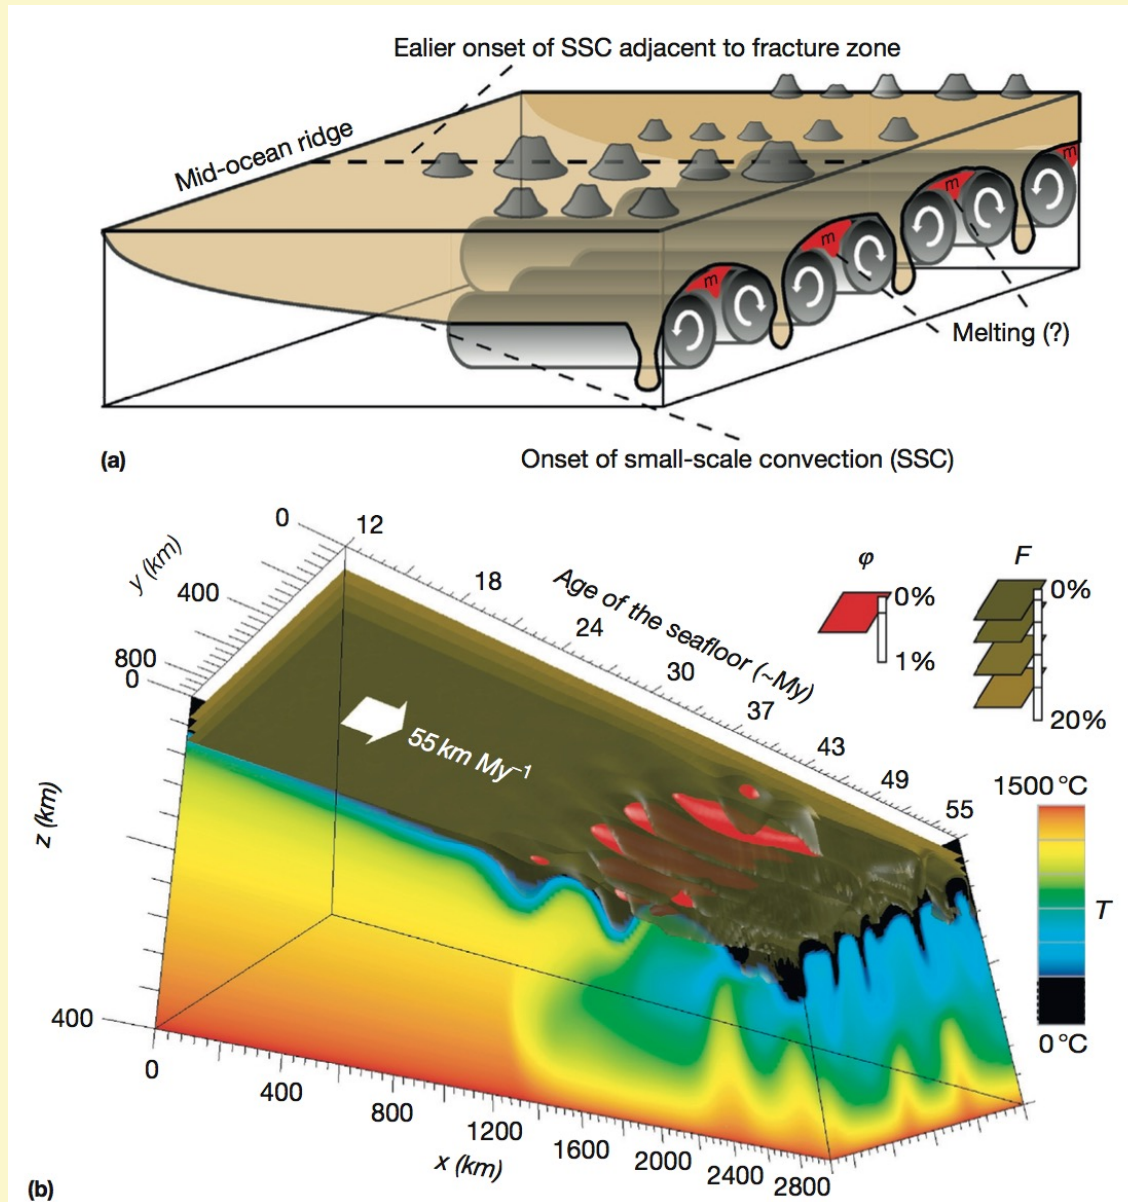 Ealier onset of SSC adjacent to fracture zone
Mid-ocean ridge
m
m
m
m
Melting (?)
(a)
Onset of small-scale convection (SSC)
0
12
y (km)
400
800
0
18
Age of the seafloor (~My)
24
30
37
43
49
55
φ
0%
1%
F
0%
20%
55 km My⁻¹
z (km)
400
1500 °C
T
0 °C
0
400
800
1200
1600
2000
2400
2800
x (km)
(b)